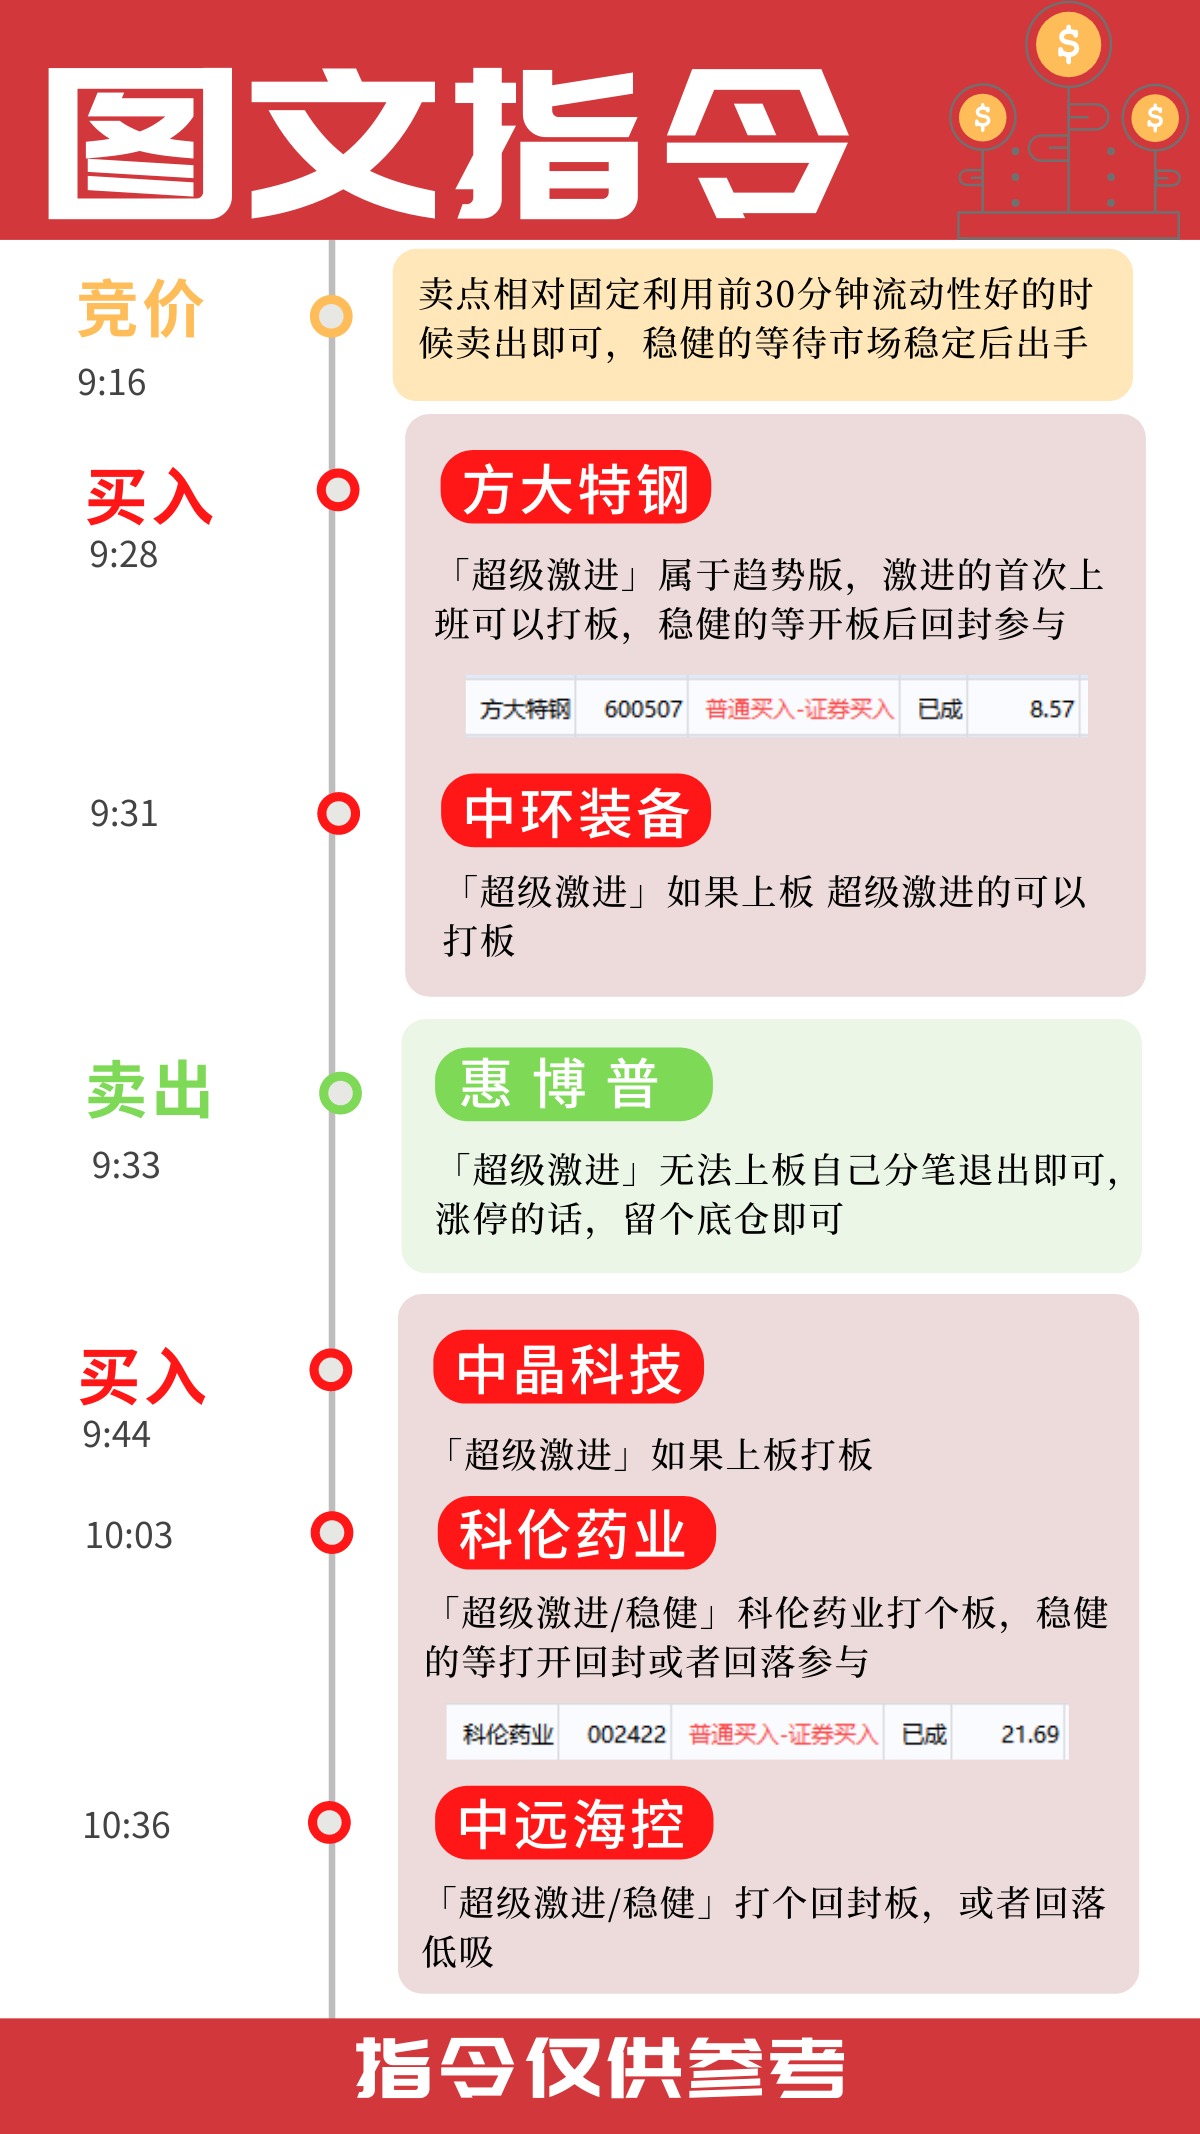 图文指令
$
$
$
竞价
9:16
卖点相对固定利用前30分钟流动性好的时
候卖出即可，稳健的等待市场稳定后出手
买入
9:28
方大特钢
「超级激进」属于趋势版，激进的首次上
班可以打板，稳健的等开板后回封参与
方大特钢 600507 普通买入-证券买入 已成 8.57
9:31
中环装备
「超级激进」如果上板 超级激进的可以
打板
卖出
9:33
惠博普
「超级激进」无法上板自己分笔退出即可，
涨停的话，留个底仓即可
买入
9:44
中晶科技
「超级激进」如果上板打板
10:03
科伦药业
「超级激进/稳健」科伦药业打个板，稳健
的等打开回封或者回落参与
科伦药业 002422 普通买入-证券买入 已成 21.69
10:36
中远海控
「超级激进/稳健」打个回封板，或者回落
低吸
指令仅供参考